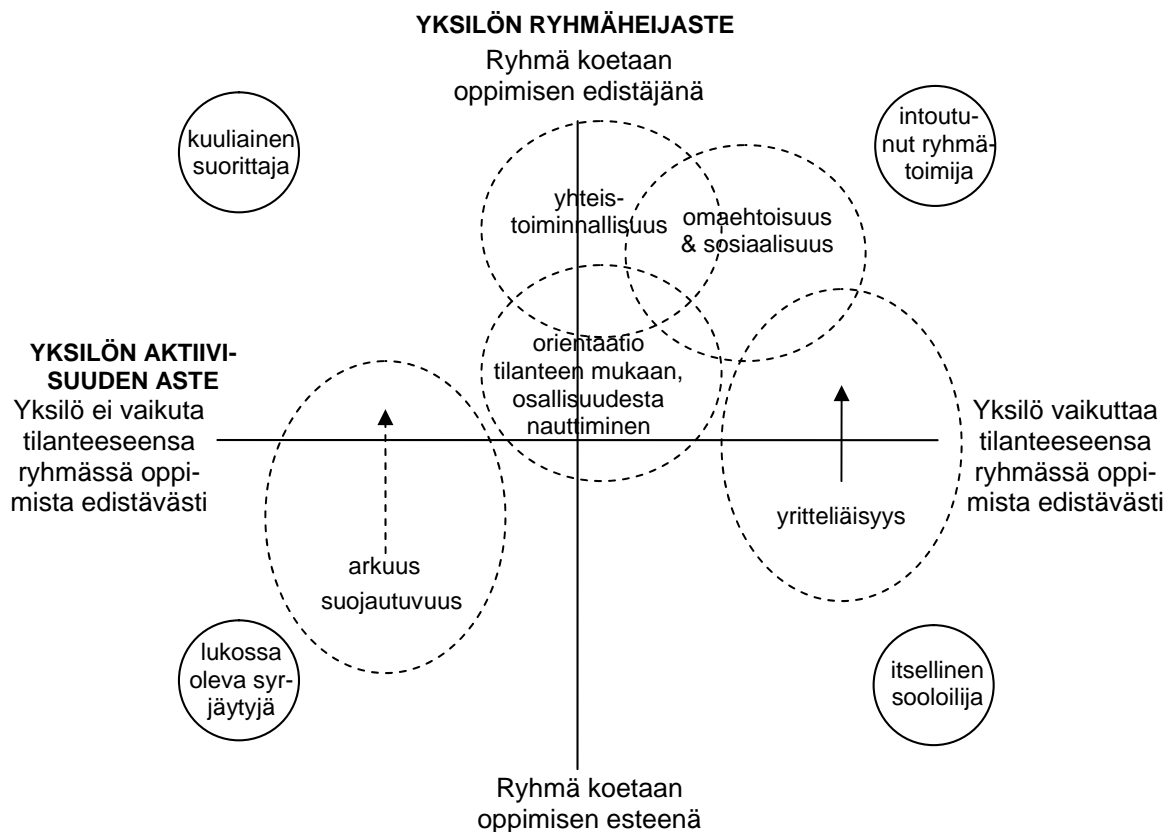 YKSILÖN RYHMÄHEIJASTE
Ryhmä koetaan
oppimisen edistäjänä
kuuliainen
suorittaja
intoutu-
nut ryhmä-
toimija
yhteis-
toiminnallisuus
omaehtoisuus
& sosiaalisuus
YKSILÖN AKTIIVI-
SUUDEN ASTE
Yksilö ei vaikuta
tilanteeseensa
ryhmässä oppi-
mista edistävästi
orientaatio
tilanteen mukaan,
osallisuudesta
nauttiminen
Yksilö vaikuttaa
tilanteeseensa
ryhmässä oppi-
mista edistävästi
yritteliäisyys
arkuus
suojautuvuus
lukossa
oleva syr-
jäytyjä
itsellinen
sooloilija
Ryhmä koetaan
oppimisen esteenä